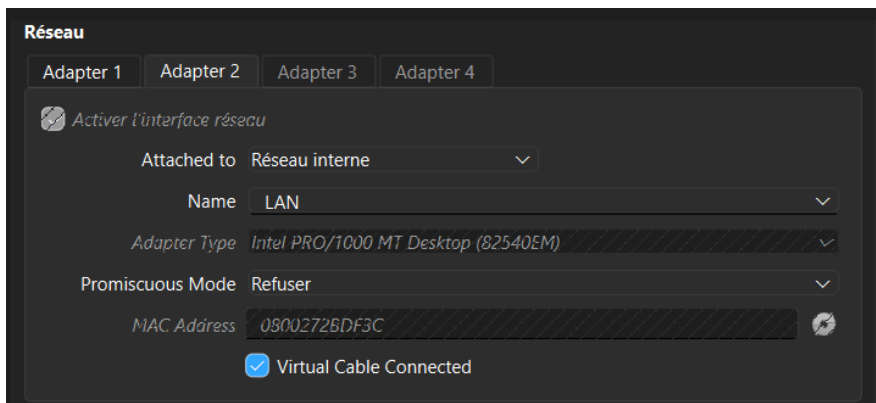 Réseau
Adapter 1 Adapter 2 Adapter 3 Adapter 4
Activer l'interface réseau
Attached to Réseau interne
Name LAN
Adapter Type Intel PRO/1000 MT Desktop (82540EM)
Promiscuous Mode Refuser
MAC Address 0800272BDF3C
Virtual Cable Connected